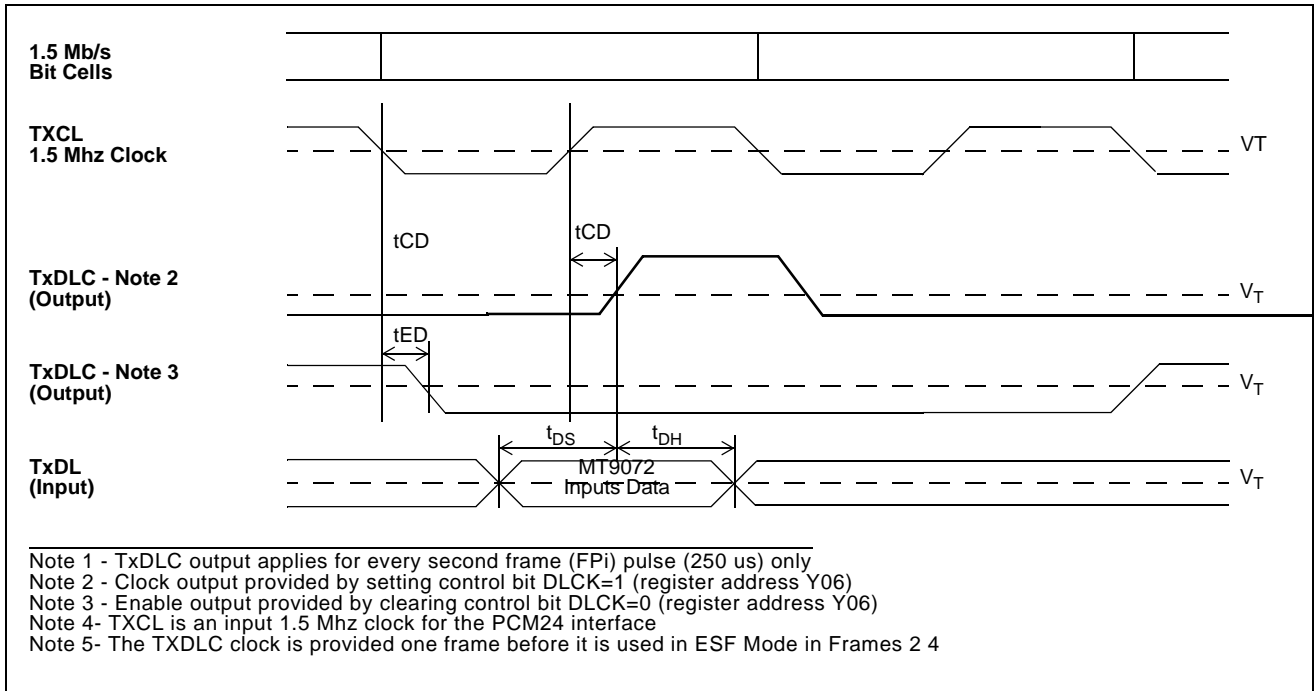 1.5 Mb/s
Bit Cells
TXCL
1.5 Mhz Clock
VT
tCD
tCD
TxDLC - Note 2
(Output)
VT
tED
TxDLC - Note 3
(Output)
VT
tDS
tDH
TxDL
(Input)
MT9072
Inputs Data
VT
Note 1 - TxDLC output applies for every second frame (FPi) pulse (250 us) only
Note 2 - Clock output provided by setting control bit DLCK=1 (register address Y06)
Note 3 - Enable output provided by clearing control bit DLCK=0 (register address Y06)
Note 4- TXCL is an input 1.5 Mhz clock for the PCM24 interface
Note 5- The TXDLC clock is provided one frame before it is used in ESF Mode in Frames 2 4